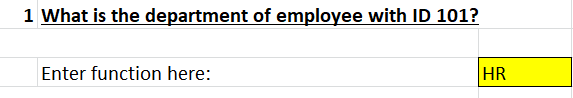 1 What is the department of employee with ID 101?
Enter function here: HR